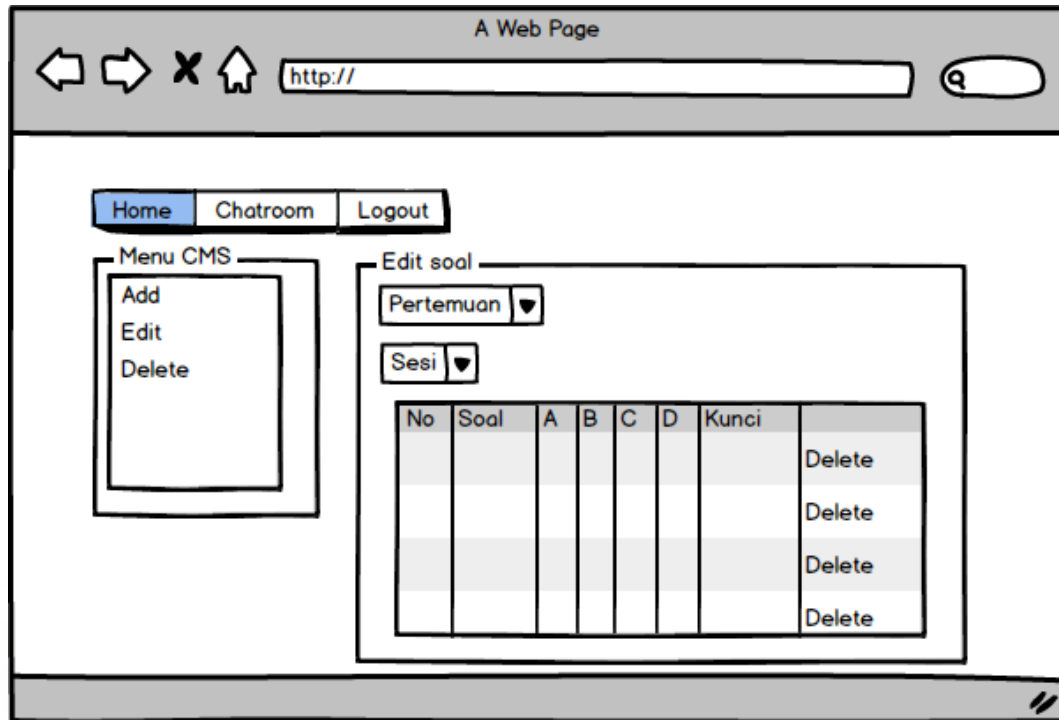 A Web Page
http://
Home Chatroom Logout
Menu CMS
Add
Edit
Delete
Edit soal
Pertemuan
Sesi
No Soal A B C D Kunci
Delete
Delete
Delete
Delete